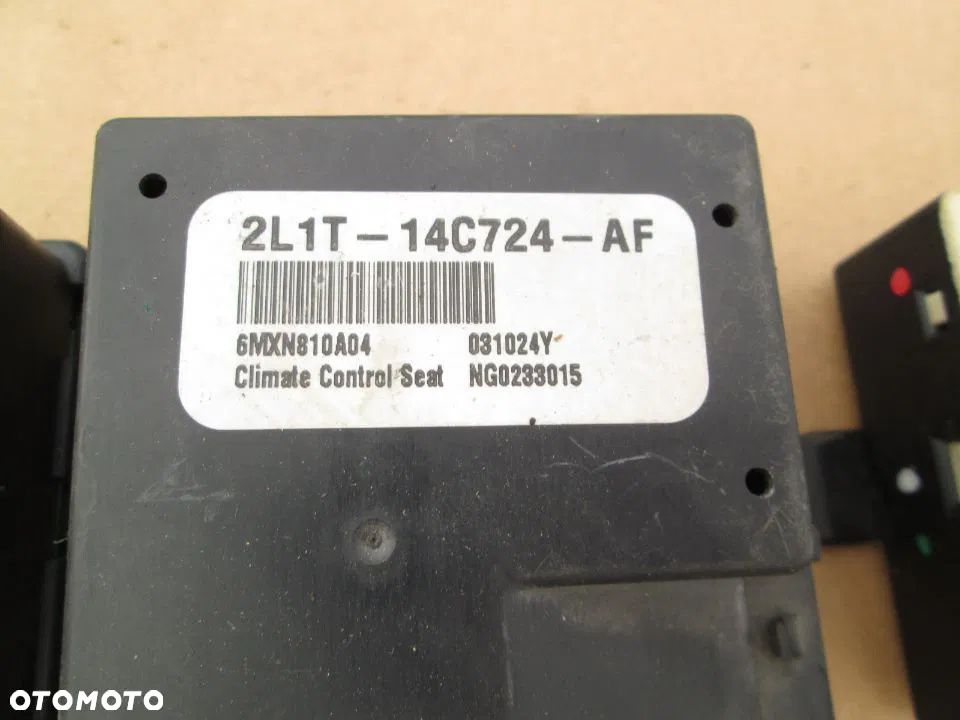 2L1T-14C724-AF
6MXN810A04 031024Y
Climate Control Seat NG0233015
OTOMOTO